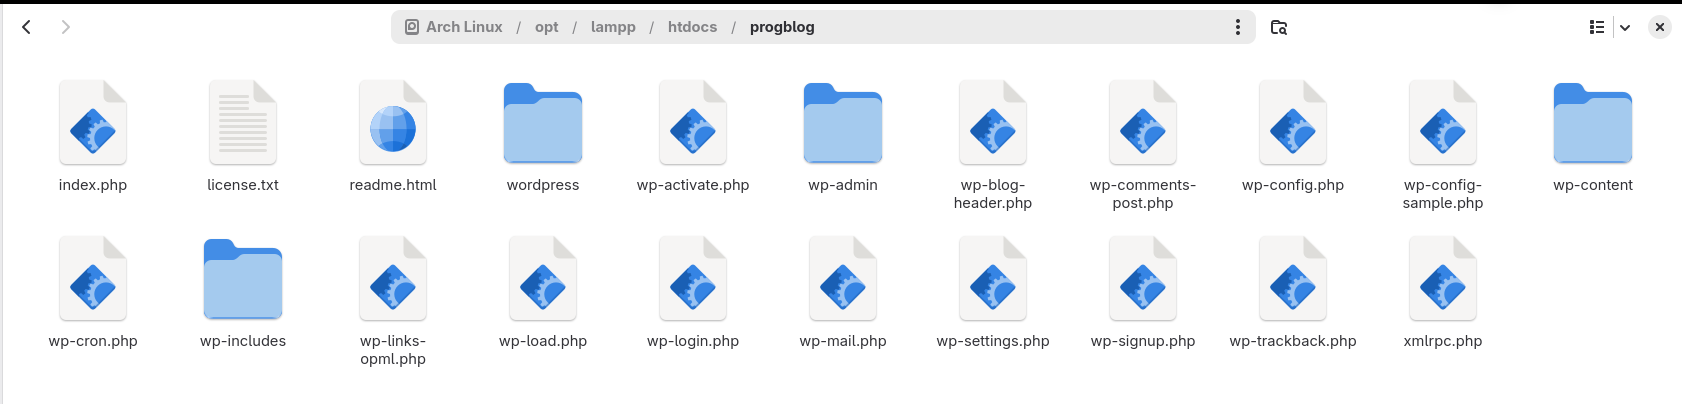 Arch Linux / opt / lampp / htdocs / progblog
index.php license.txt readme.html wordpress wp-activate.php wp-admin wp-blog-header.php wp-comments-post.php wp-config.php wp-config-sample.php wp-content
wp-cron.php wp-includes wp-links-opml.php wp-load.php wp-login.php wp-mail.php wp-settings.php wp-signup.php wp-trackback.php xmlrpc.php